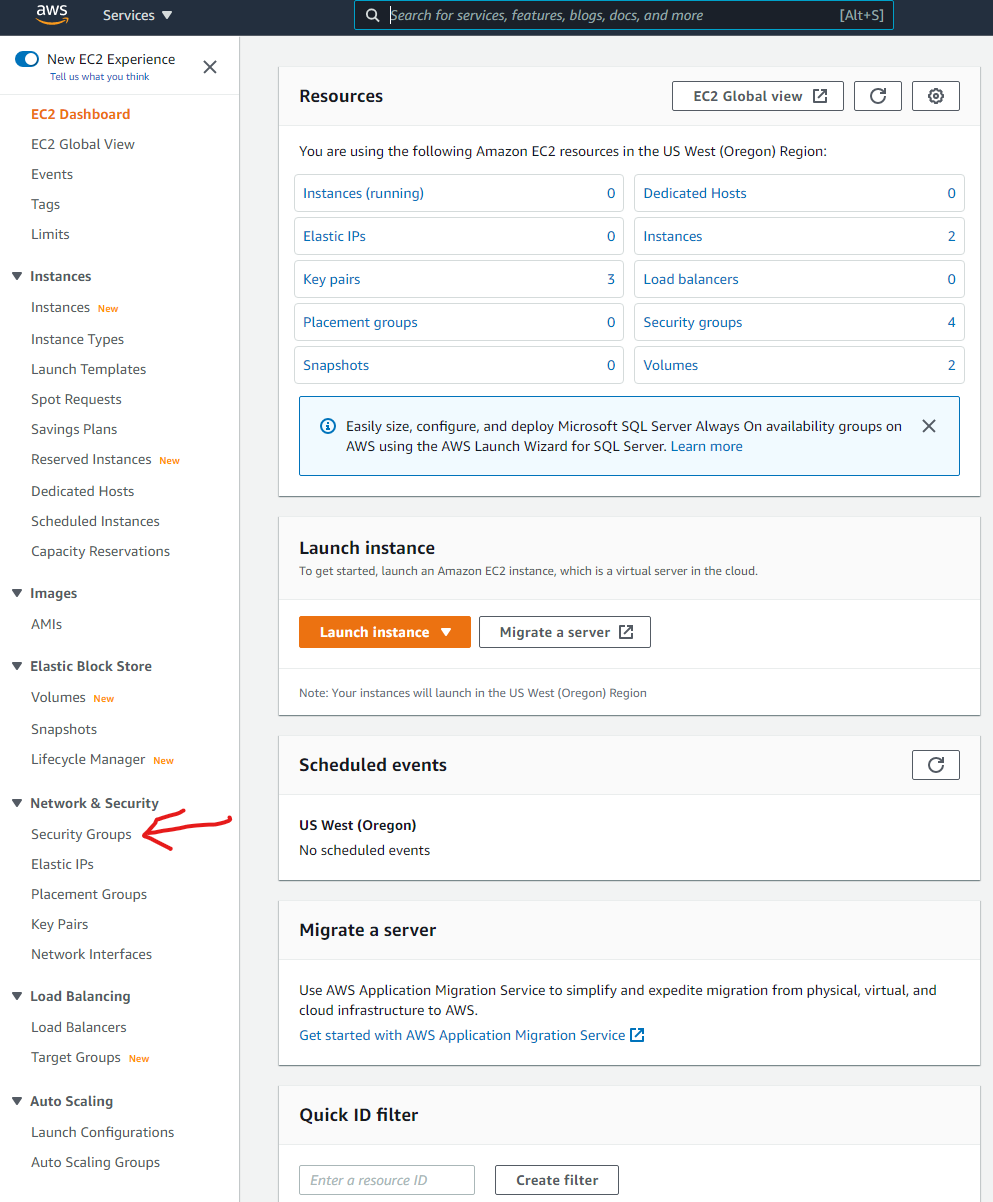 aws
Services
Search for services, features, blogs, docs, and more
[Alt+S]
New EC2 Experience
Tell us what you think
EC2 Dashboard
EC2 Global View
Events
Tags
Limits
Instances
Instances New
Instance Types
Launch Templates
Spot Requests
Savings Plans
Reserved Instances New
Dedicated Hosts
Scheduled Instances
Capacity Reservations
Images
AMIs
Elastic Block Store
Volumes New
Snapshots
Lifecycle Manager New
Network & Security
Security Groups
Elastic IPs
Placement Groups
Key Pairs
Network Interfaces
Load Balancing
Load Balancers
Target Groups New
Auto Scaling
Launch Configurations
Auto Scaling Groups
Resources
EC2 Global view
You are using the following Amazon EC2 resources in the US West (Oregon) Region:
Instances (running) 0
Dedicated Hosts 0
Elastic IPs 0
Instances 2
Key pairs 3
Load balancers 0
Placement groups 0
Security groups 4
Snapshots 0
Volumes 2
Easily size, configure, and deploy Microsoft SQL Server Always On availability groups on
AWS using the AWS Launch Wizard for SQL Server. Learn more
Launch instance
To get started, launch an Amazon EC2 instance, which is a virtual server in the cloud.
Launch instance
Migrate a server
Note: Your instances will launch in the US West (Oregon) Region
Scheduled events
US West (Oregon)
No scheduled events
Migrate a server
Use AWS Application Migration Service to simplify and expedite migration from physical, virtual, and
cloud infrastructure to AWS.
Get started with AWS Application Migration Service
Quick ID filter
Enter a resource ID
Create filter